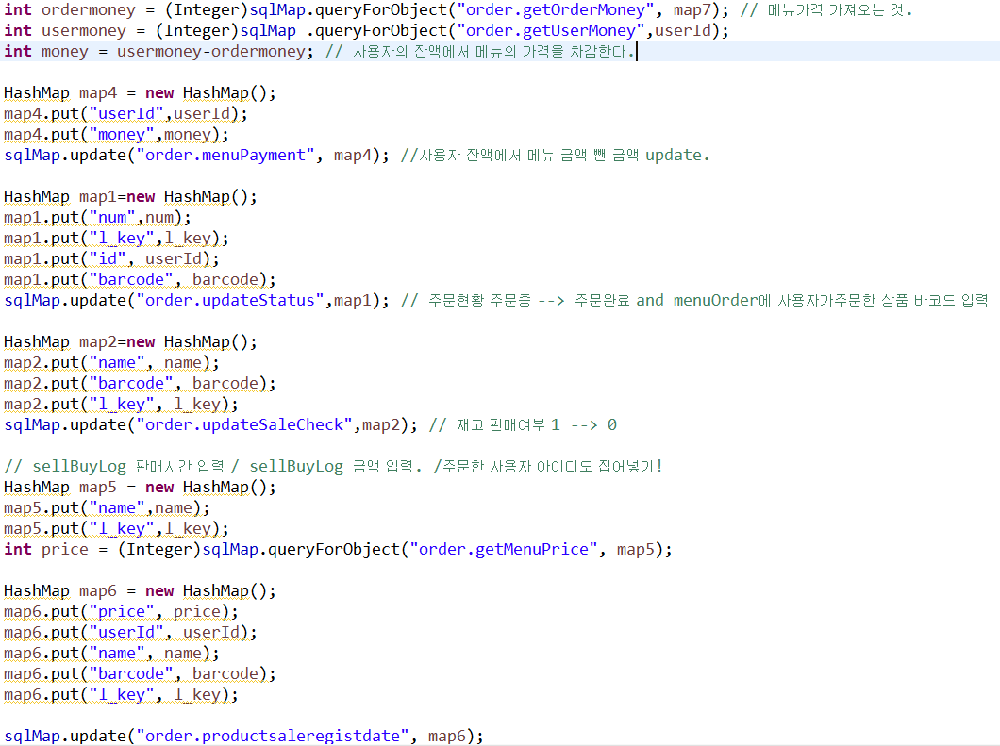 int ordermoney = (Integer)sqlMap.queryForObject("order.getOrderMoney", map7); // 메뉴가격 가져오는 것.
int usermoney = (Integer)sqlMap .queryForObject("order.getUserMoney",userId);
int money = usermoney-ordermoney; // 사용자의 잔액에서 메뉴의 가격을 차감한다.
HashMap map4 = new HashMap();
map4.put("userId",userId);
map4.put("money",money);
sqlMap.update("order.menuPayment", map4); //사용자 잔액에서 메뉴 금액 뺀 금액 update.
HashMap map1=new HashMap();
map1.put("num",num);
map1.put("l_key",l_key);
map1.put("id", userId);
map1.put("barcode", barcode);
sqlMap.update("order.updateStatus",map1); // 주문현황 주문중 --> 주문완료 and menuOrder에 사용자가주문한 상품 바코드 입력
HashMap map2=new HashMap();
map2.put("name", name);
map2.put("barcode", barcode);
map2.put("l_key", l_key);
sqlMap.update("order.updateSaleCheck",map2); // 재고 판매여부 1 --> 0
// sellBuyLog 판매시간 입력 / sellBuyLog 금액 입력. /주문한 사용자 아이디도 집어넣기!
HashMap map5 = new HashMap();
map5.put("name",name);
map5.put("l_key",l_key);
int price = (Integer)sqlMap.queryForObject("order.getMenuPrice", map5);
HashMap map6 = new HashMap();
map6.put("price", price);
map6.put("userId", userId);
map6.put("name", name);
map6.put("barcode", barcode);
map6.put("l_key", l_key);
sqlMap.update("order.productsaleregistdate", map6);